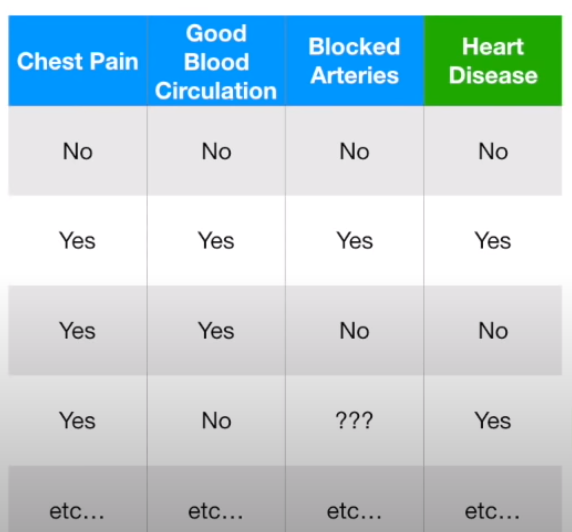 Chest Pain Good Blood Circulation Blocked Arteries Heart Disease
No No No No
Yes Yes Yes Yes
Yes Yes No No
Yes No ??? Yes
etc... etc... etc... etc...